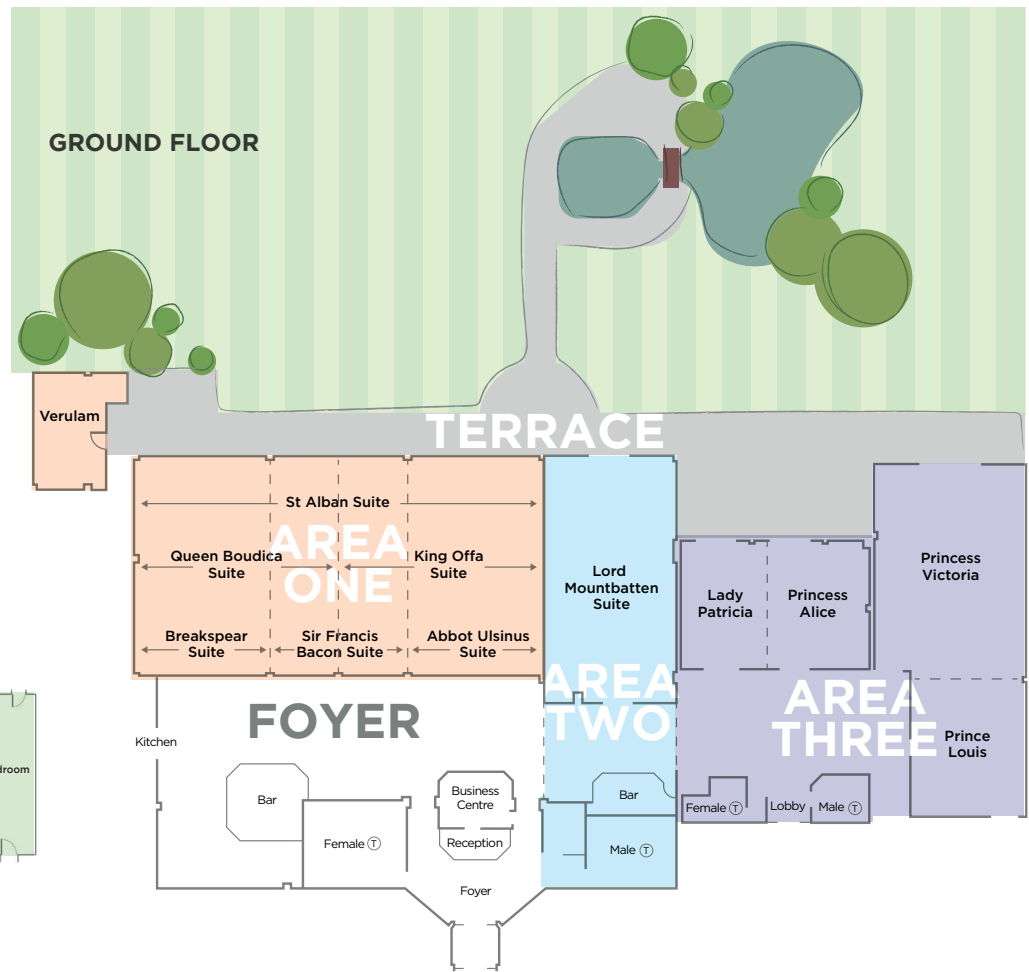 GROUND FLOOR
Verulam
TERRACE
St Alban Suite
AREA
ONE
Queen Boudica
Suite
King Offa
Suite
Breakspear
Suite
Sir Francis
Bacon Suite
Abbot Ulsinus
Suite
Lord
Mountbatten
Suite
Lady
Patricia
Princess
Alice
Princess
Victoria
AREA
TWO
AREA
THREE
Prince
Louis
FOYER
Kitchen
droom
Bar
Female T
Business
Centre
Reception
Foyer
Bar
Male T
Female T
Lobby
Male T